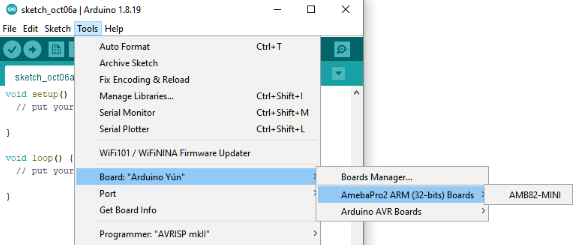 sketch_oct06a | Arduino 1.8.19
File Edit Sketch Tools Help
sketch_oct06a
void setup()
// put your
}
void loop() {
// put your
}
Auto Format Ctrl+T
Archive Sketch
Fix Encoding & Reload
Manage Libraries... Ctrl+Shift+I
Serial Monitor Ctrl+Shift+M
Serial Plotter Ctrl+Shift+L
WiFi101 / WiFiNINA Firmware Updater
Board: "Arduino Yún"
Port
Get Board Info
Programmer: "AVRISP mkII"
Boards Manager...
AmebaPro2 ARM (32-bits) Boards
Arduino AVR Boards
AMB82-MINI